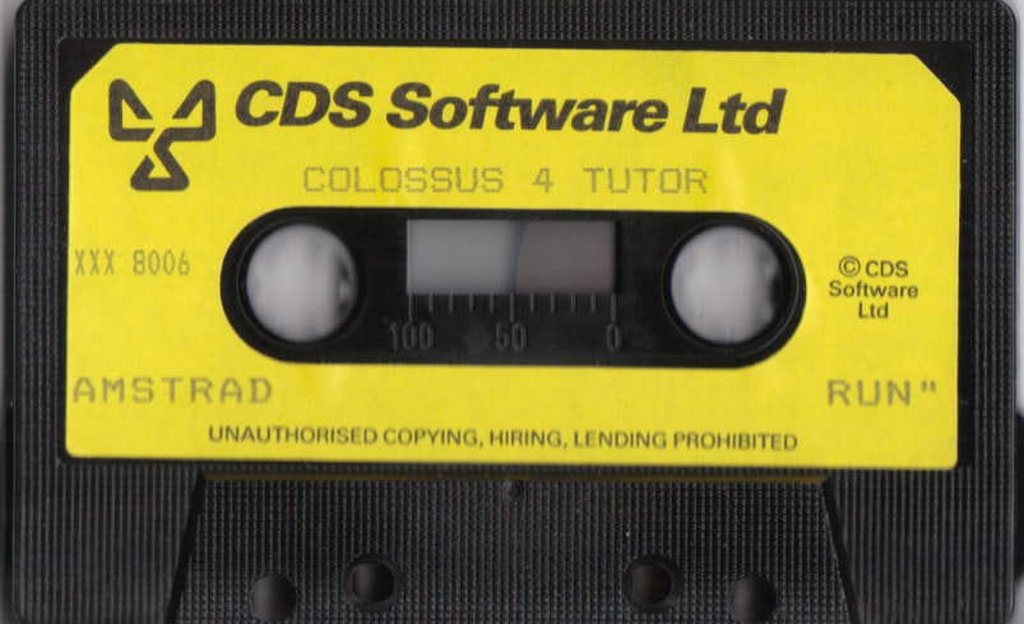 CDS Software Ltd
COLOSSUS 4 TUTOR
XXX 8006
© CDS
Software
Ltd
100 50 0
AMSTRAD
RUN"
UNAUTHORISED COPYING, HIRING, LENDING PROHIBITED